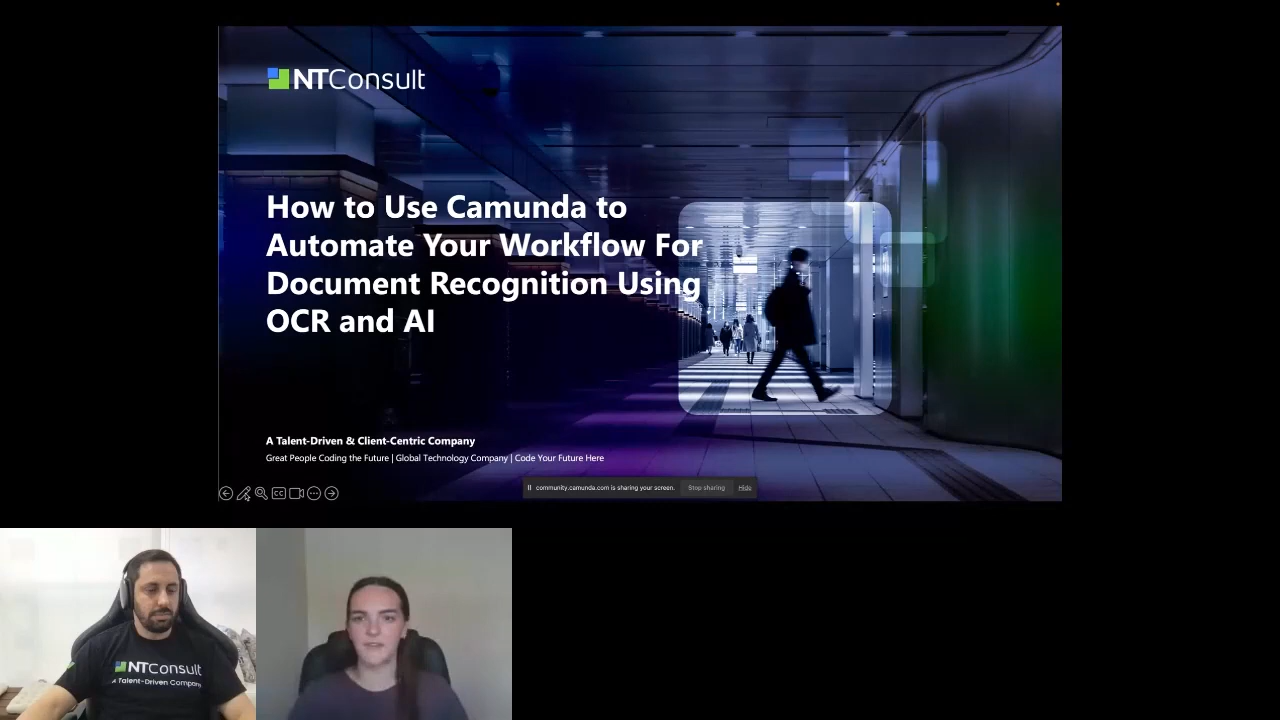 NTConsult
How to Use Camunda to
Automate Your Workflow For
Document Recognition Using
OCR and AI
A Talent-Driven & Client-Centric Company
Great People Coding the Future | Global Technology Company | Code Your Future Here
CC
community.camunda.com is sharing your screen. Stop sharing Hide
NTConsult
A Talent-Driven Company